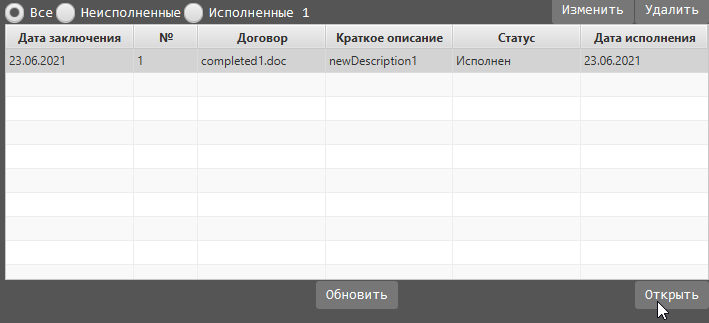 Все Неисполненные Исполненные 1 Изменить Удалить
Дата заключения № Договор Краткое описание Статус Дата исполнения
23.06.2021 1 completed1.doc newDescription1 Исполнен 23.06.2021
Обновить Открыть